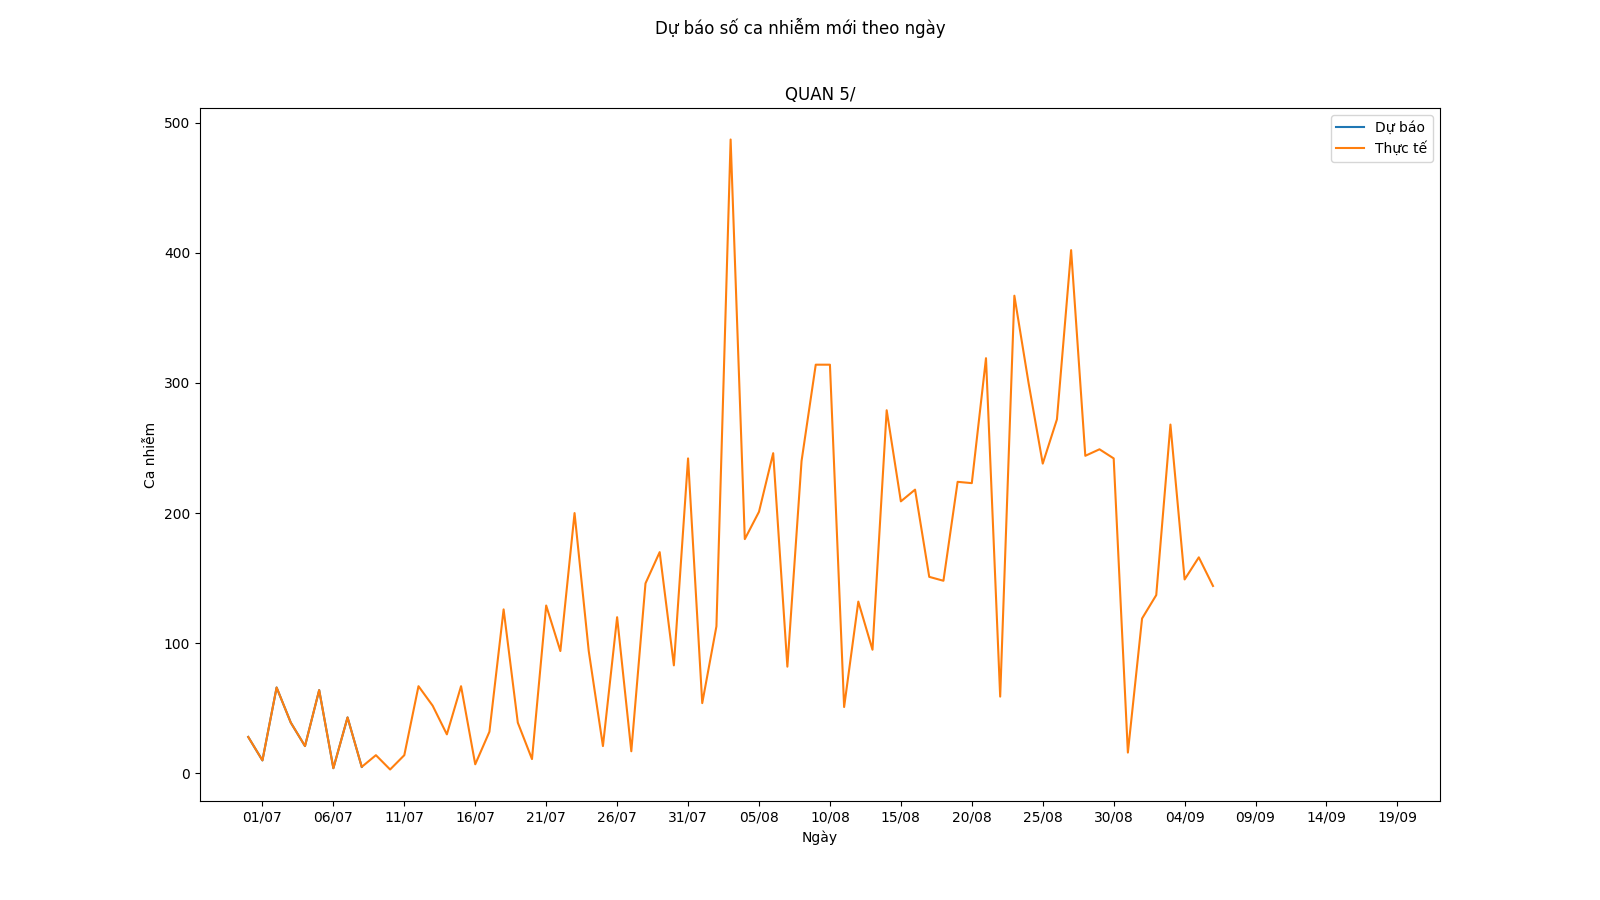 Dự báo số ca nhiễm mới theo ngày
QUAN 5/
Dự báo
Thực tế
500
400
300
200
100
0
Ca nhiễm
01/07 06/07 11/07 16/07 21/07 26/07 31/07 05/08 10/08 15/08 20/08 25/08 30/08 04/09 09/09 14/09 19/09
Ngày